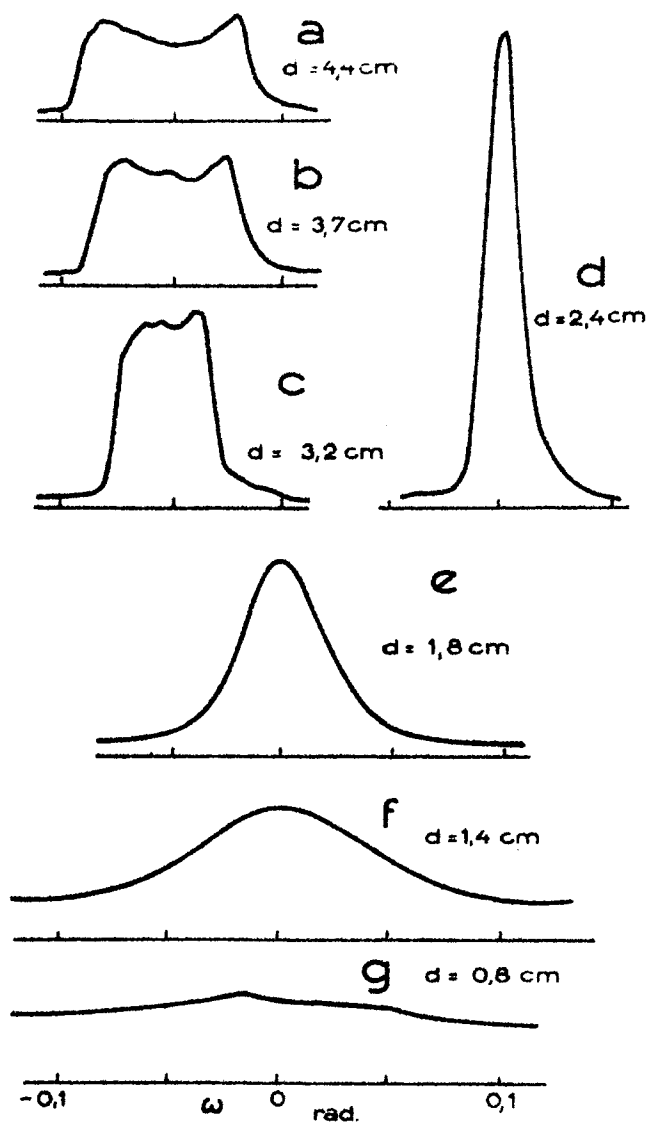 a
d = 4,4 cm
b
d = 3,7 cm
c
d = 3,2 cm
d
d = 2,4 cm
e
d = 1,8 cm
f
d = 1,4 cm
g d = 0,8 cm
-0,1 ω 0 rad. 0,1